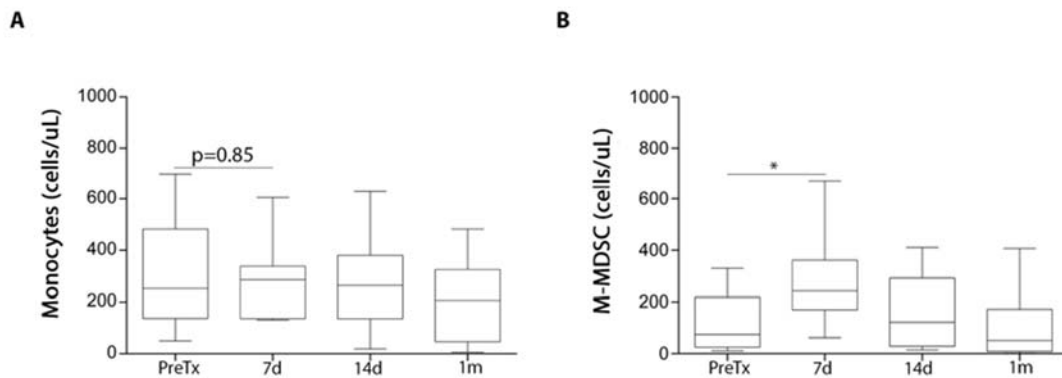 A
Monocytes (cells/uL)
1000
800
600
400
200
0
p=0.85
PreTx 7d 14d 1m
B
M-MDSC (cells/uL)
1000
800
600
400
200
0
*
PreTx 7d 14d 1m